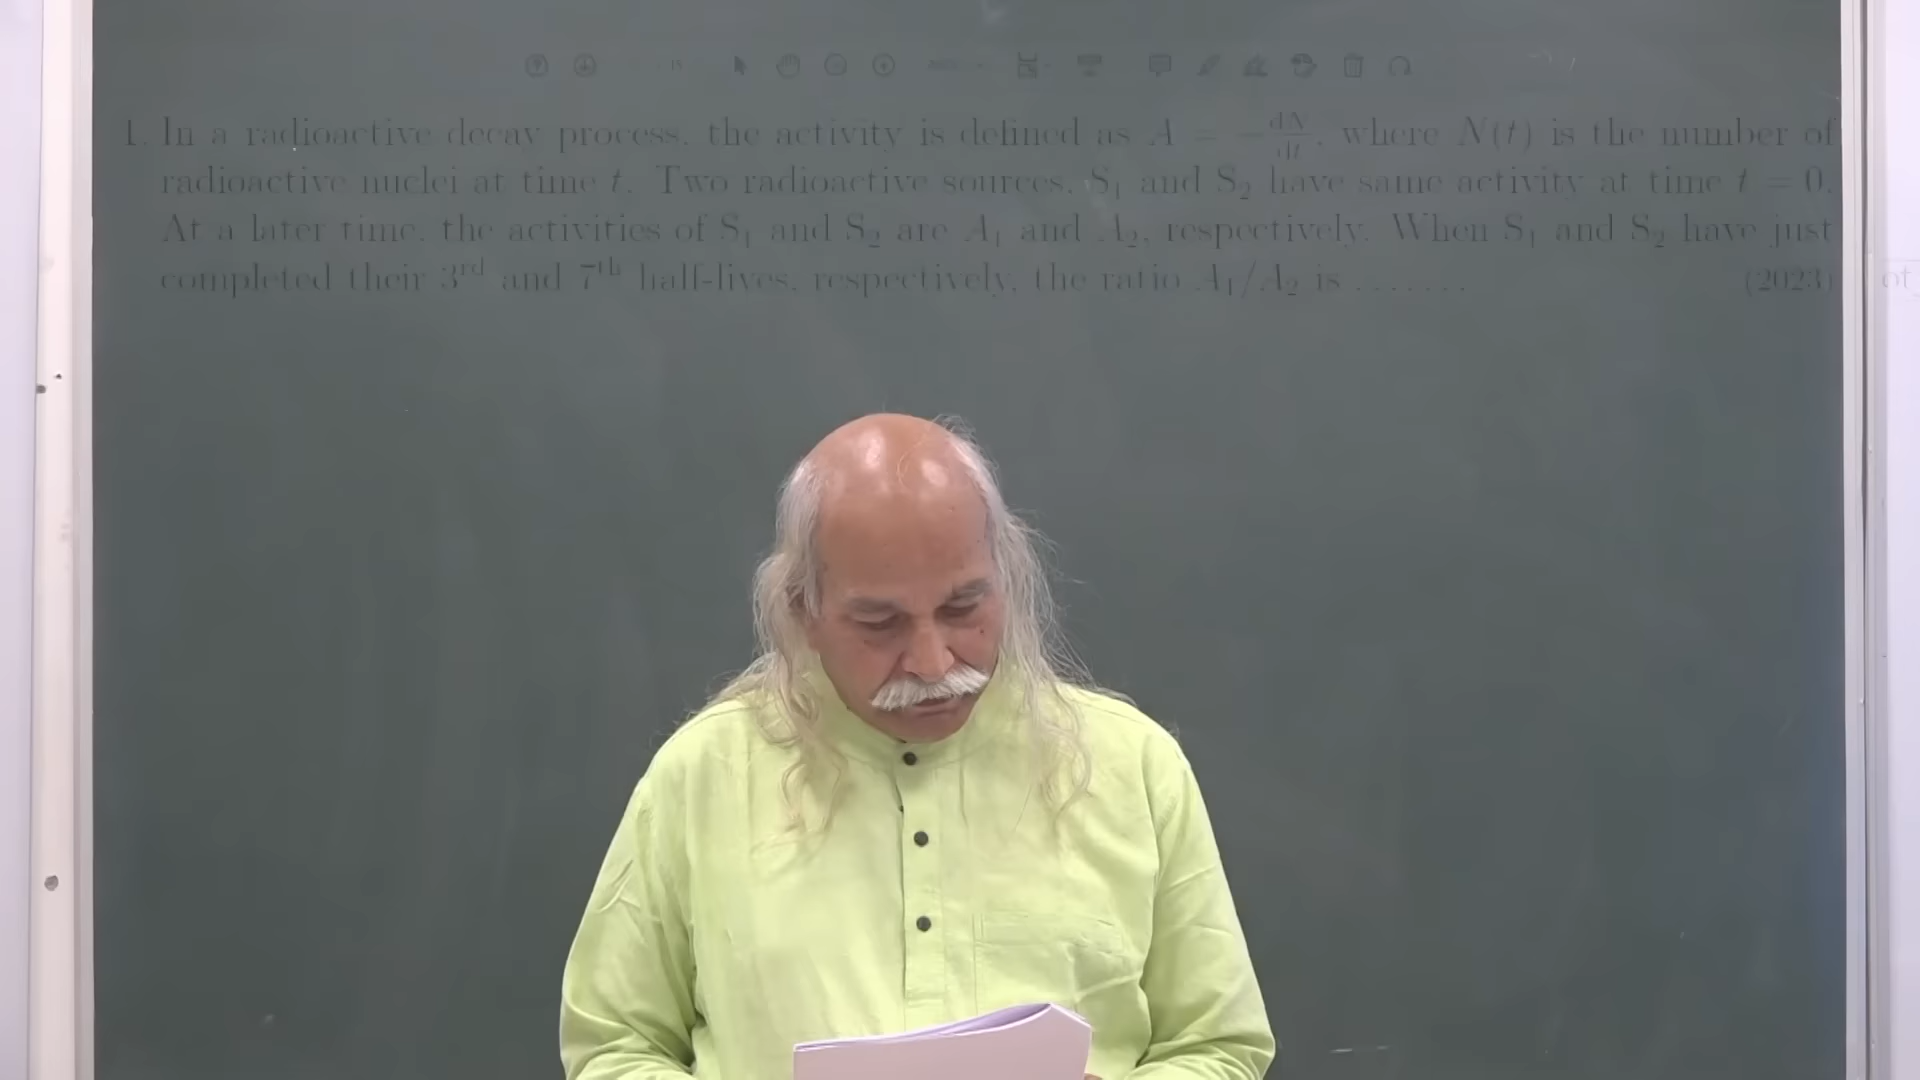 1. In a radioactive decay process, the activity is defined as A = −dN/dt, where N(t) is the number of
radioactive nuclei at time t. Two radioactive sources, S₁ and S₂ have same activity at time t = 0.
At a later time, the activities of S₁ and S₂ are A₁ and A₂, respectively. When S₁ and S₂ have just
completed their 3rd and 7th half-lives, respectively, the ratio A₁/A₂ is ....... (2023)